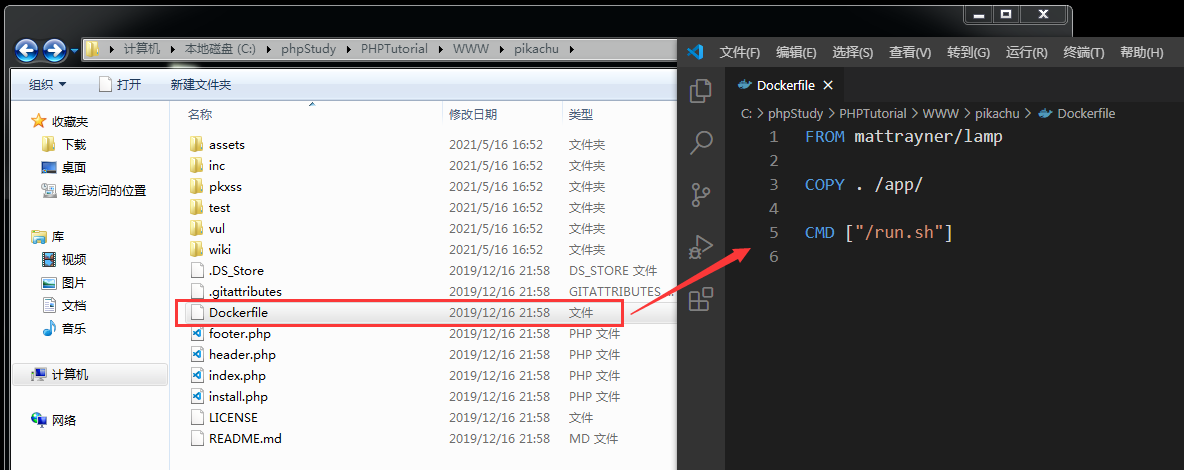 计算机 本地磁盘 (C:) phpStudy PHPTutorial WWW pikachu
组织 打开 新建文件夹
收藏夹
下载
桌面
最近访问的位置
库
视频
图片
文档
音乐
计算机
网络
名称 修改日期 类型
assets 2021/5/16 16:52 文件夹
inc 2021/5/16 16:52 文件夹
pkxss 2021/5/16 16:52 文件夹
test 2021/5/16 16:52 文件夹
vul 2021/5/16 16:52 文件夹
wiki 2021/5/16 16:52 文件夹
.DS_Store 2019/12/16 21:58 DS_STORE 文件
.gitattributes 2019/12/16 21:58 GITATTRIBUTES ...
Dockerfile 2019/12/16 21:58 文件
footer.php 2019/12/16 21:58 PHP 文件
header.php 2019/12/16 21:58 PHP 文件
index.php 2019/12/16 21:58 PHP 文件
install.php 2019/12/16 21:58 PHP 文件
LICENSE 2019/12/16 21:58 文件
README.md 2019/12/16 21:58 MD 文件
文件(F) 编辑(E) 选择(S) 查看(V) 转到(G) 运行(R) 终端(T) 帮助(H)
Dockerfile
C: > phpStudy > PHPTutorial > WWW > pikachu > Dockerfile
1 FROM mattrayner/lamp
2
3 COPY . /app/
4
5 CMD ["/run.sh"]
6